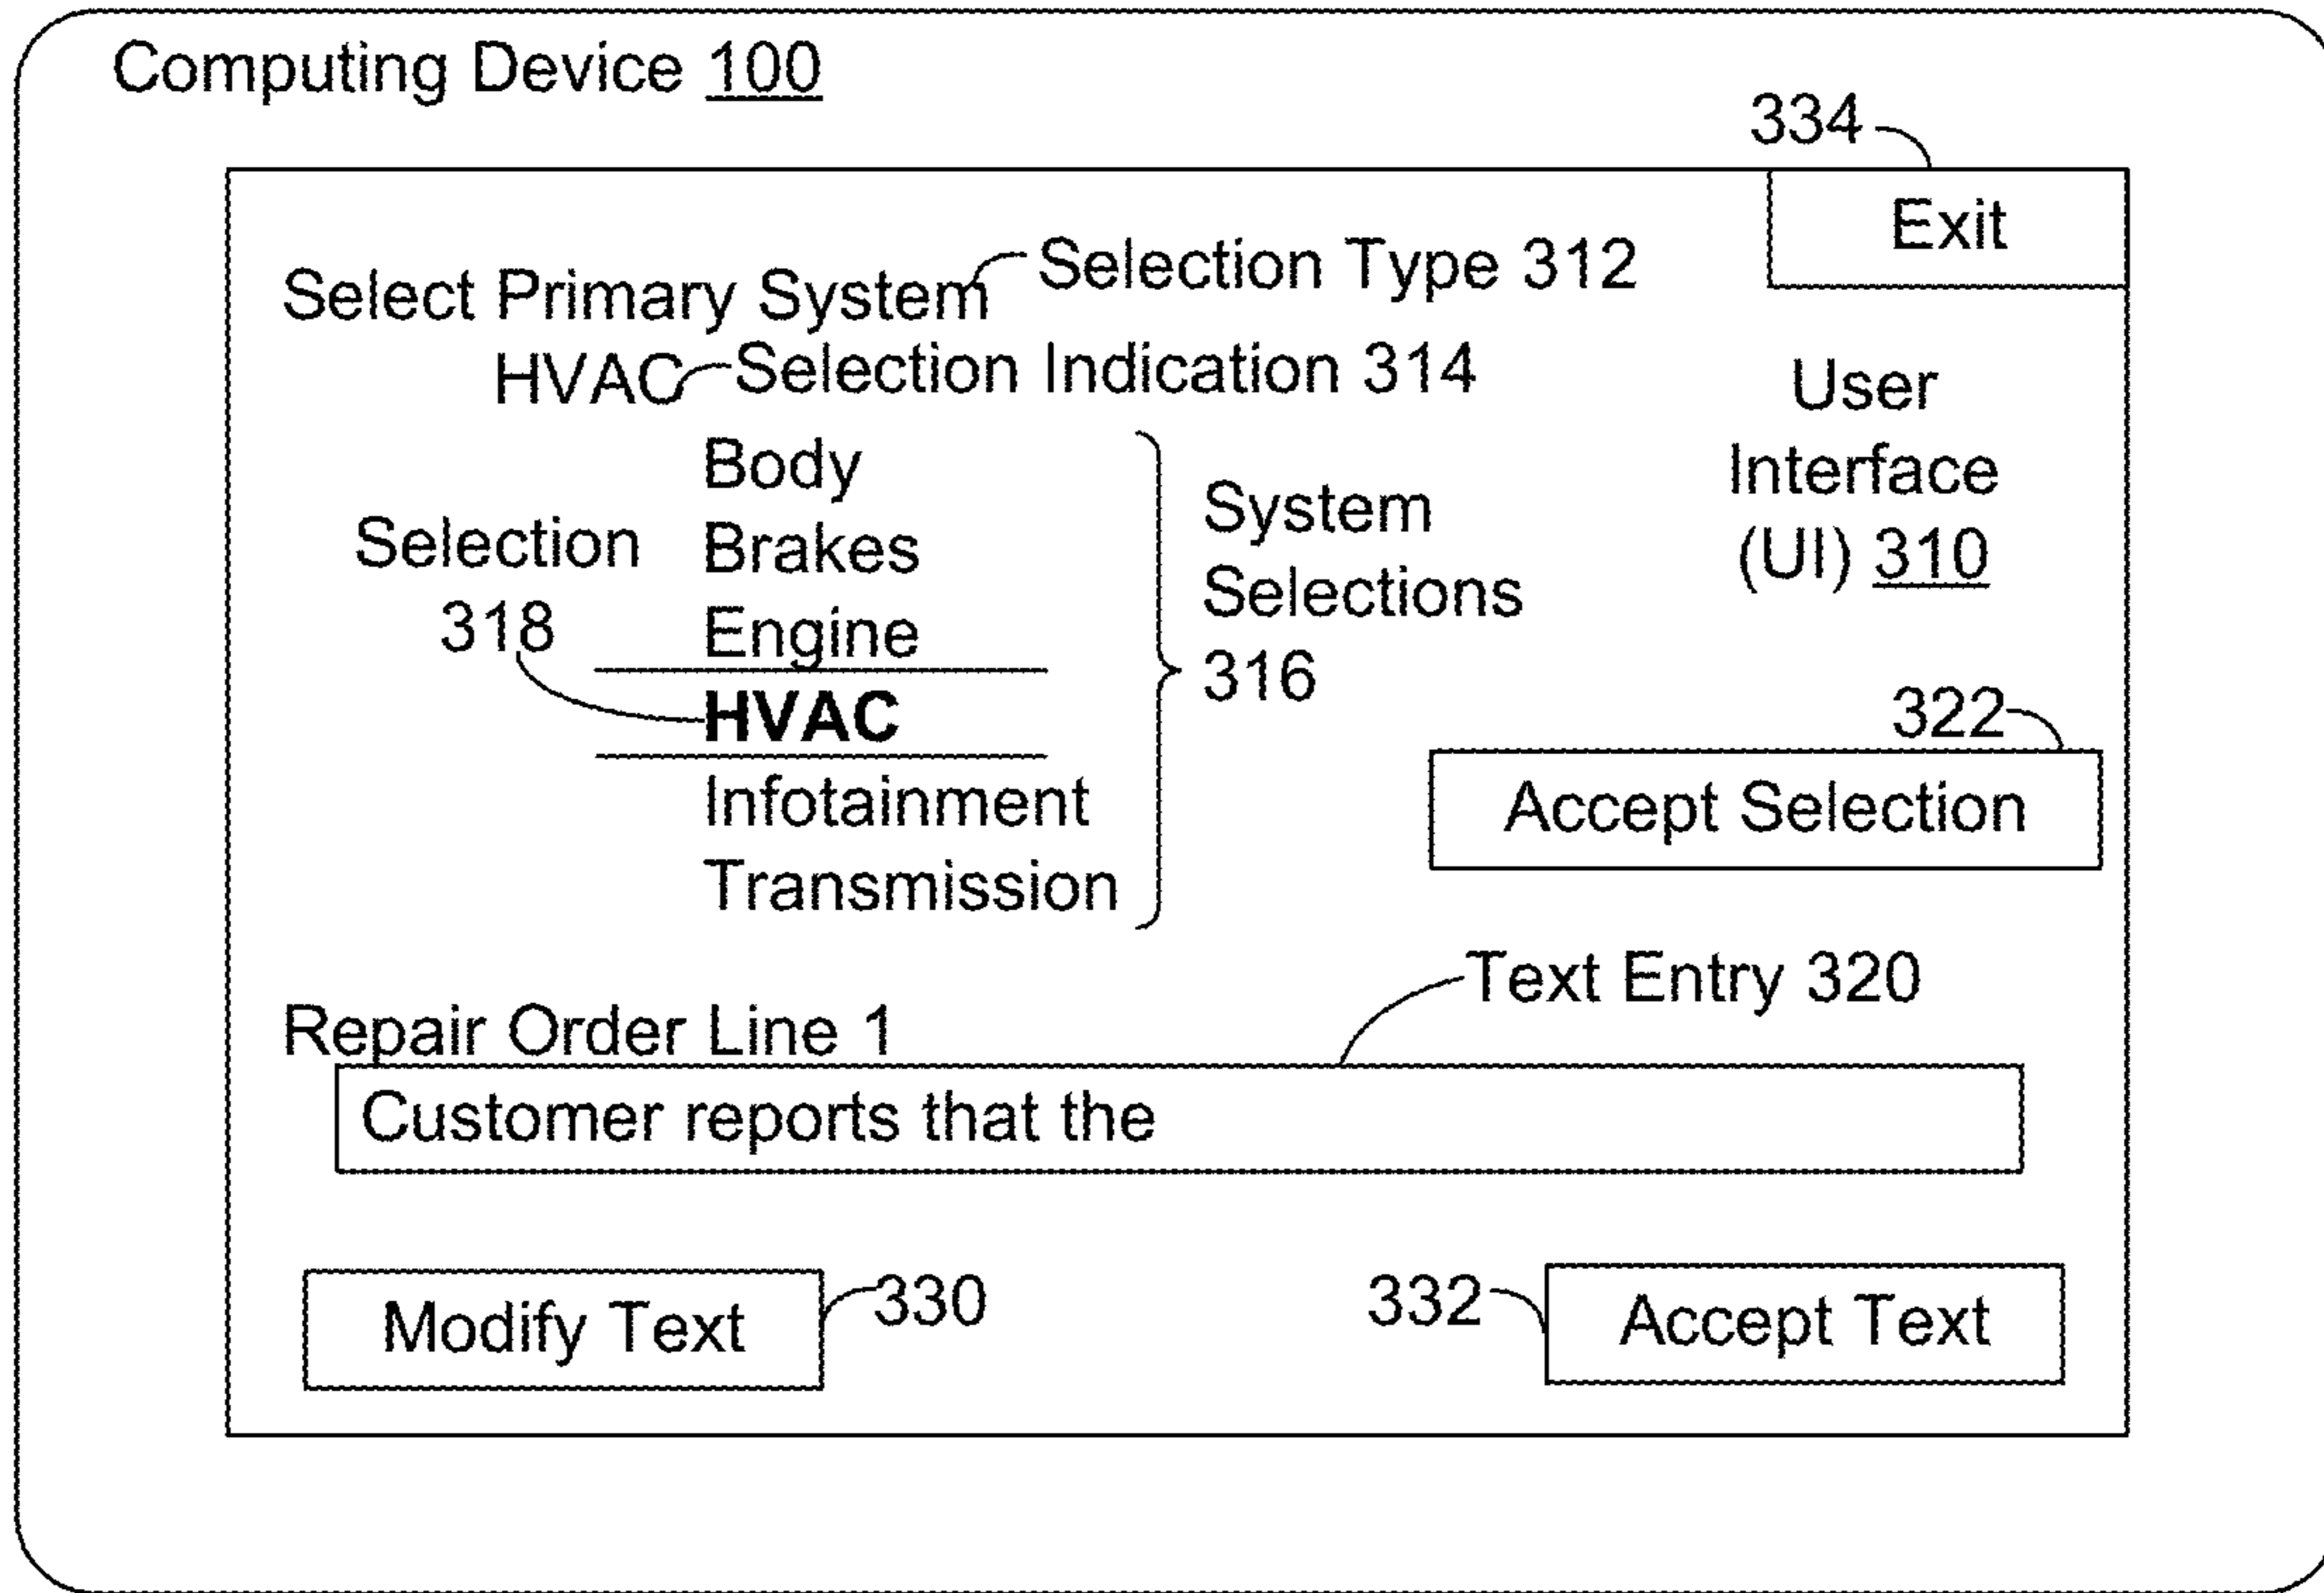 Computing Device 100
334
Exit
Select Primary System
Selection Type 312
HVAC
Selection Indication 314
User
Interface
(UI) 310
Body
Brakes
Engine
HVAC
Infotainment
Transmission
Selection
318
System
Selections
316
322
Accept Selection
Text Entry 320
Repair Order Line 1
Customer reports that the
Modify Text
330
332
Accept Text